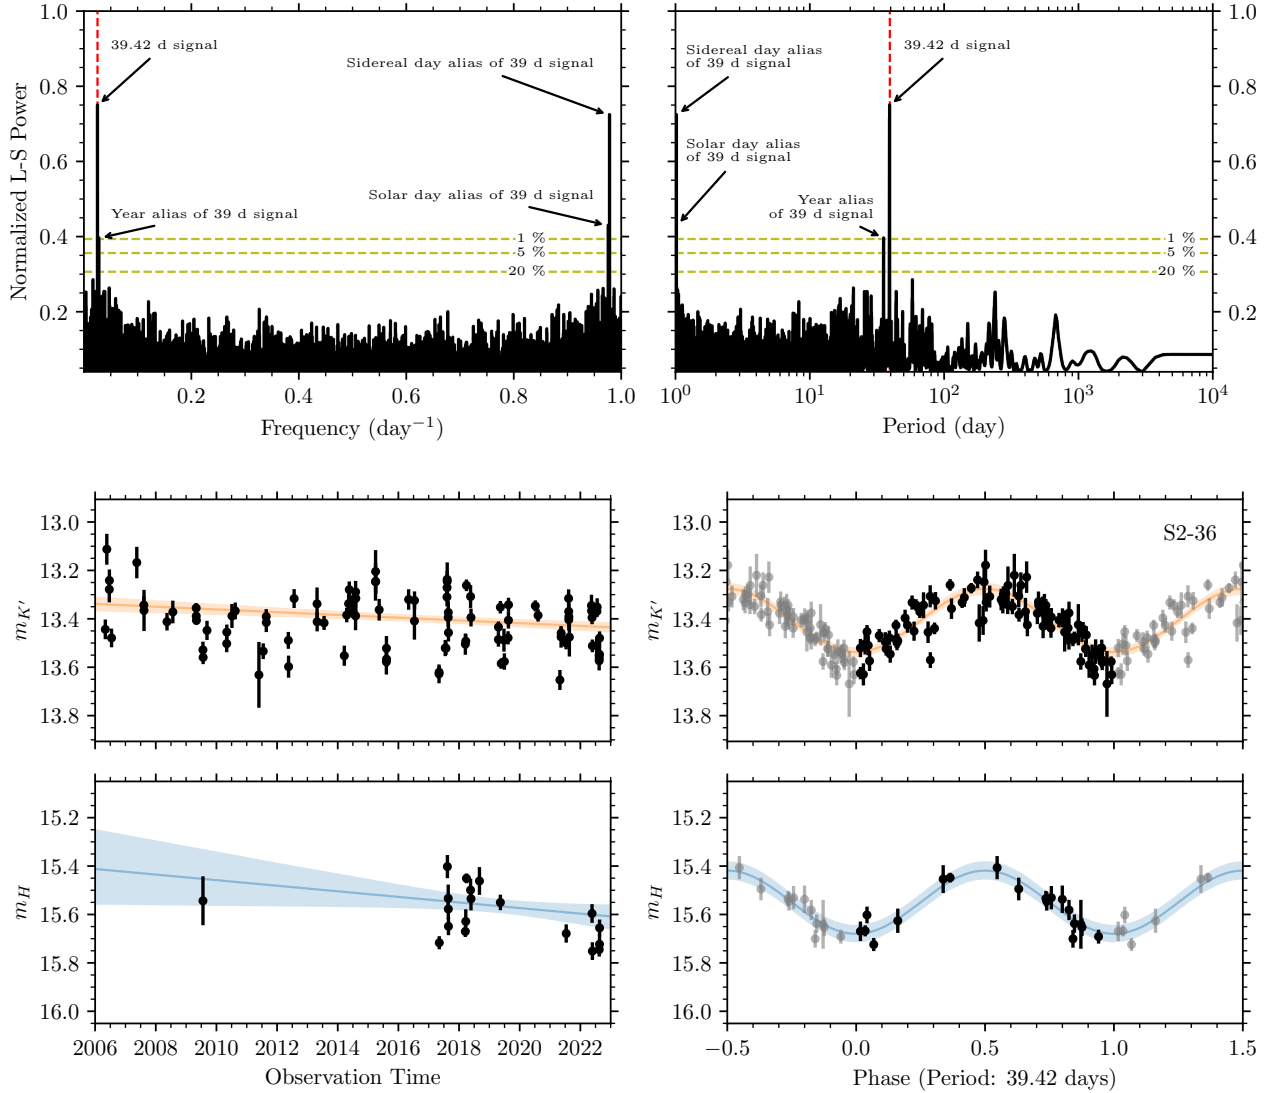 1.0
0.8
0.6
0.4
0.2
Normalized L-S Power
39.42 d signal
Sidereal day alias of 39 d signal
Solar day alias of 39 d signal
Year alias of 39 d signal
1 %
5 %
20 %
0.2 0.4 0.6 0.8 1.0
Frequency (day⁻¹)
Sidereal day alias
of 39 d signal
39.42 d signal
Solar day alias
of 39 d signal
Year alias
of 39 d signal
1 %
5 %
20 %
1.0
0.8
0.6
0.4
0.2
10⁰ 10¹ 10² 10³ 10⁴
Period (day)
13.0
13.2
13.4
13.6
13.8
m_K′
13.0
13.2
13.4
13.6
13.8
m_K′
S2-36
15.2
15.4
15.6
15.8
16.0
m_H
2006 2008 2010 2012 2014 2016 2018 2020 2022
Observation Time
15.2
15.4
15.6
15.8
16.0
m_H
−0.5 0.0 0.5 1.0 1.5
Phase (Period: 39.42 days)